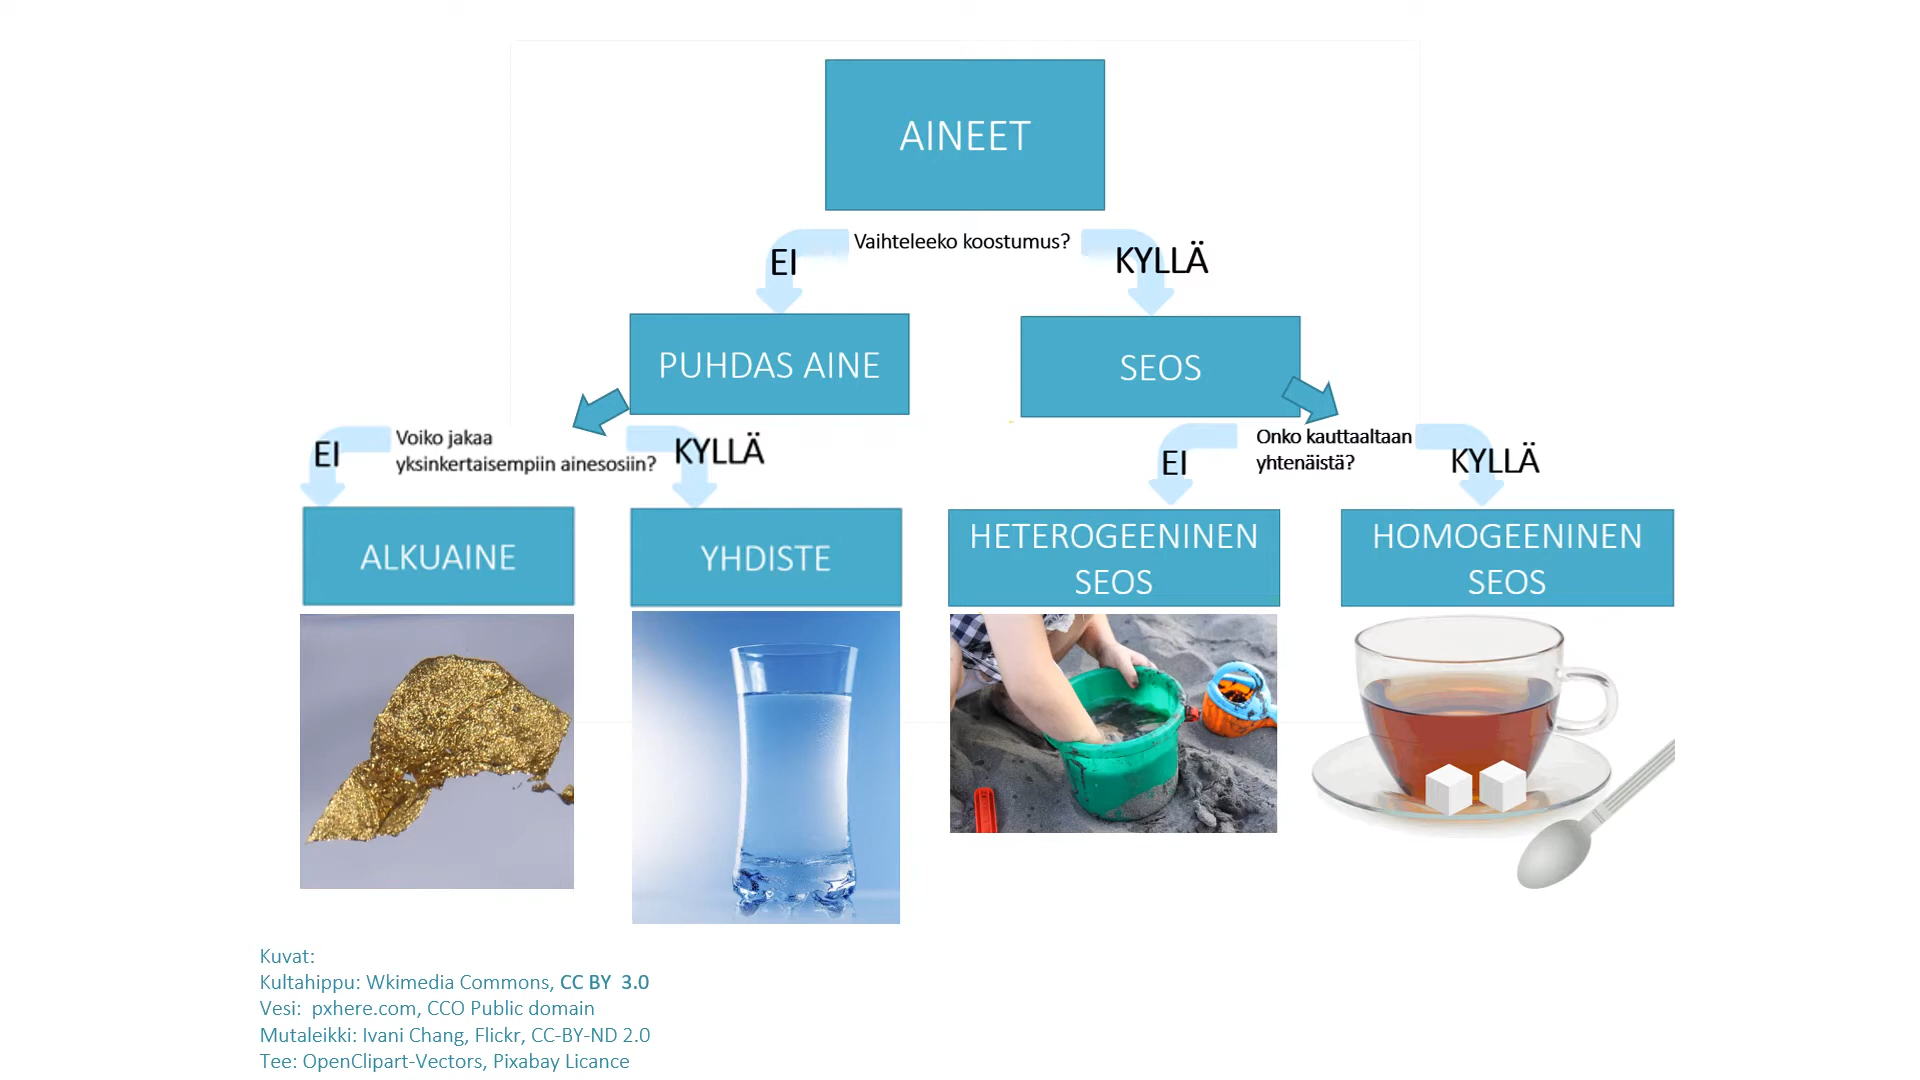 AINEET
Vaihteleeko koostumus?
EI
KYLLÄ
PUHDAS AINE
SEOS
EI
Voiko jakaa
yksinkertaisempiin ainesosiin?
KYLLÄ
EI
Onko kauttaaltaan
yhtenäistä?
KYLLÄ
ALKUAINE
YHDISTE
HETEROGEENINEN
SEOS
HOMOGEENINEN
SEOS
Kuvat:
Kultahippu: Wkimedia Commons, CC BY 3.0
Vesi: pxhere.com, CCO Public domain
Mutaleikki: Ivani Chang, Flickr, CC-BY-ND 2.0
Tee: OpenClipart-Vectors, Pixabay Licance